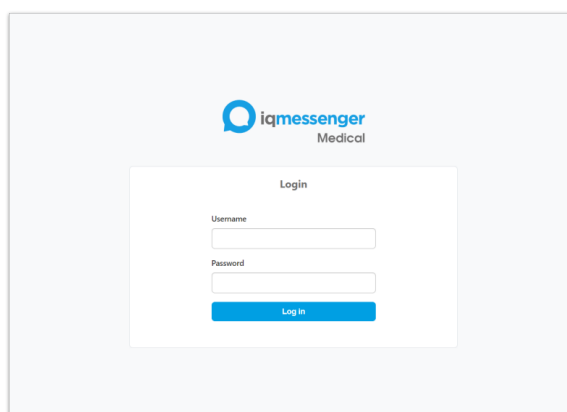 iqmessenger
Medical
Login
Username
Password
Log in